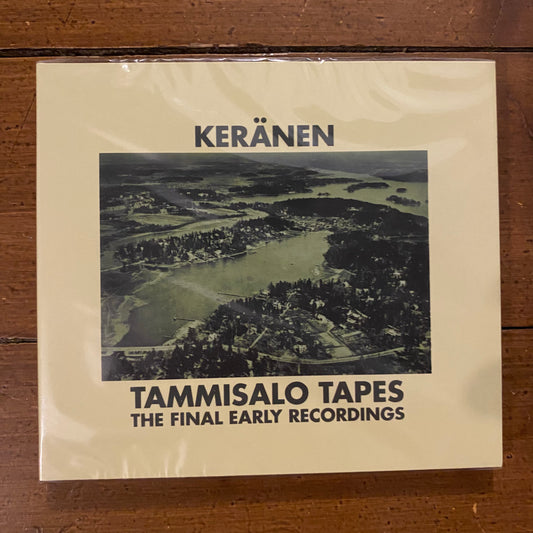 KERÄNEN
TAMMISALO TAPES
THE FINAL EARLY RECORDINGS